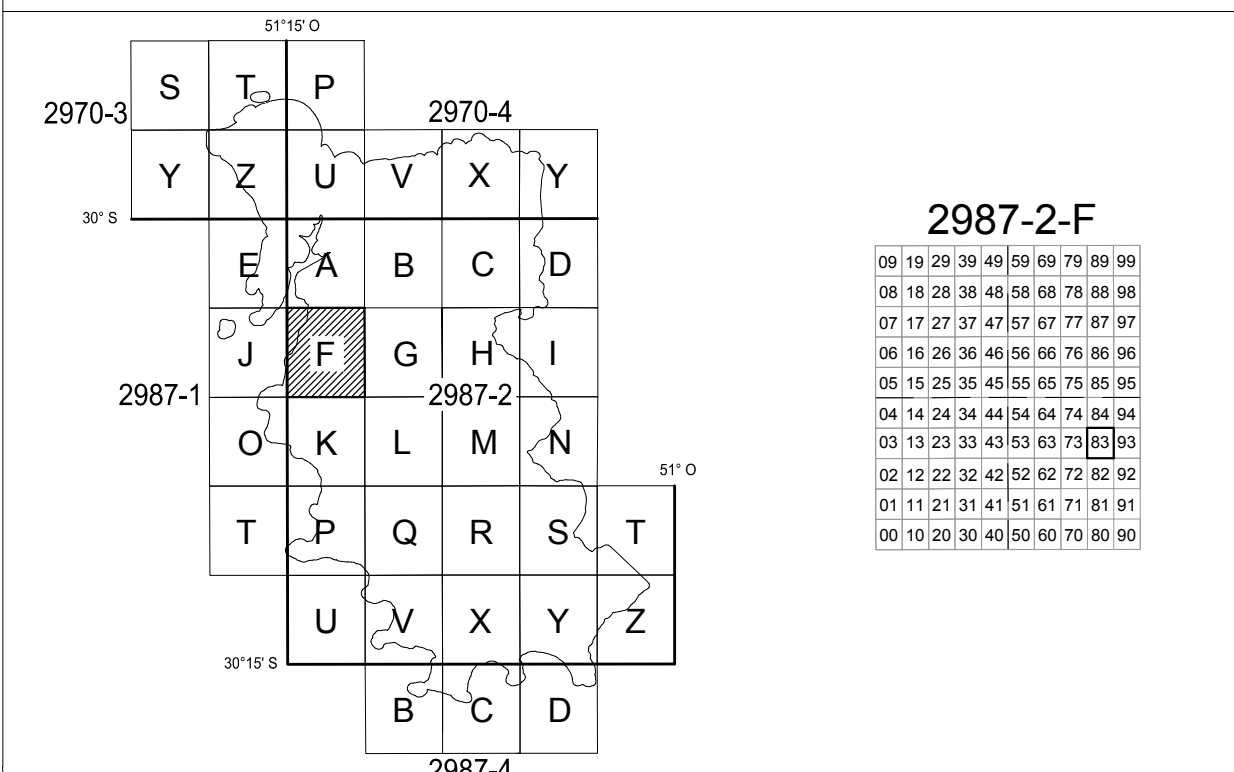 51°15' O
S T P
2970-3
2970-4
Y Z U V X Y
30° S
E A B C D
J F G H I
2987-1
2987-2
O K L M N
51° O
T P Q R S T
U V X Y Z
30°15' S
B C D
2987-4
2987-2-F
09 19 29 39 49 59 69 79 89 99
08 18 28 38 48 58 68 78 88 98
07 17 27 37 47 57 67 77 87 97
06 16 26 36 46 56 66 76 86 96
05 15 25 35 45 55 65 75 85 95
04 14 24 34 44 54 64 74 84 94
03 13 23 33 43 53 63 73 83 93
02 12 22 32 42 52 62 72 82 92
01 11 21 31 41 51 61 71 81 91
00 10 20 30 40 50 60 70 80 90